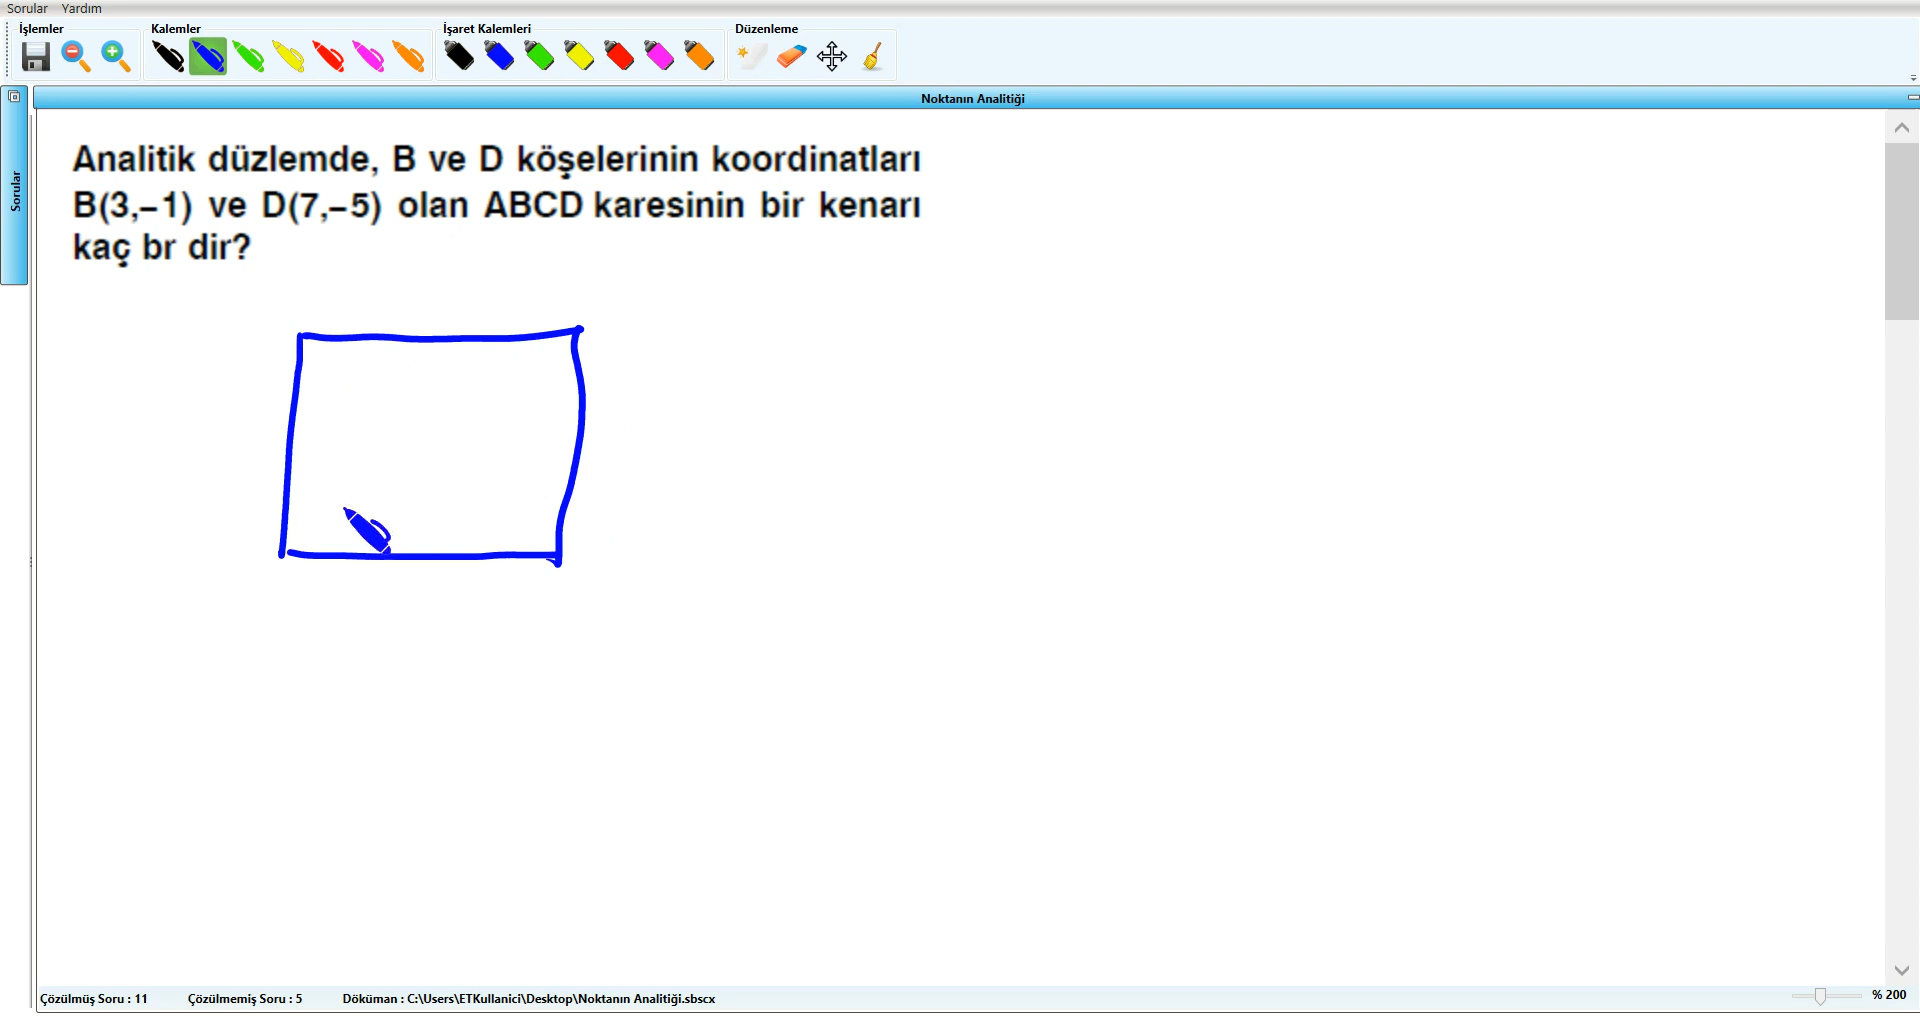 Sorular Yardım
İşlemler Kalemler İşaret Kalemleri Düzenleme
Noktanın Analitiği
Sorular
Analitik düzlemde, B ve D köşelerinin koordinatları
B(3,–1) ve D(7,–5) olan ABCD karesinin bir kenarı
kaç br dir?
Çözülmüş Soru : 11 Çözülmemiş Soru : 5 Döküman : C:\Users\ETKullanici\Desktop\Noktanın Analitiği.sbscx % 200